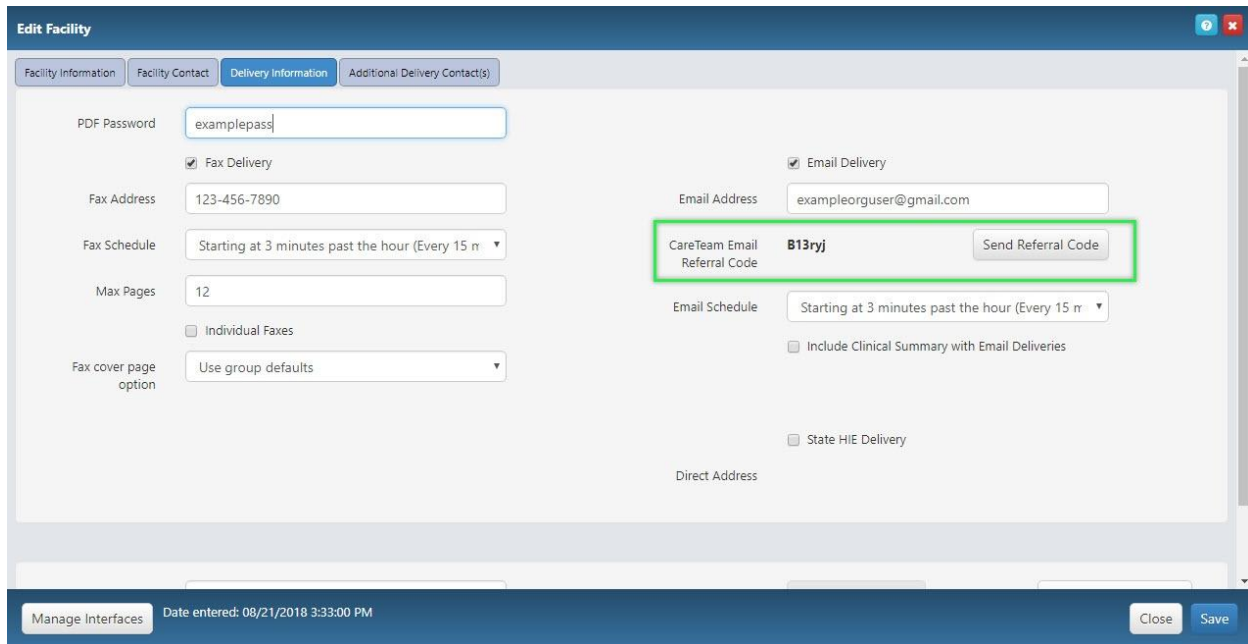 Edit Facility
Facility Information
Facility Contact
Delivery Information
Additional Delivery Contact(s)
PDF Password
examplepass
Fax Delivery
Fax Address
123-456-7890
Fax Schedule
Starting at 3 minutes past the hour (Every 15 m
Max Pages
12
Individual Faxes
Fax cover page
option
Use group defaults
Email Delivery
Email Address
exampleorguser@gmail.com
CareTeam Email
Referral Code
B13ryj
Send Referral Code
Email Schedule
Starting at 3 minutes past the hour (Every 15 m
Include Clinical Summary with Email Deliveries
State HIE Delivery
Direct Address
Manage Interfaces
Date entered: 08/21/2018 3:33:00 PM
Close
Save